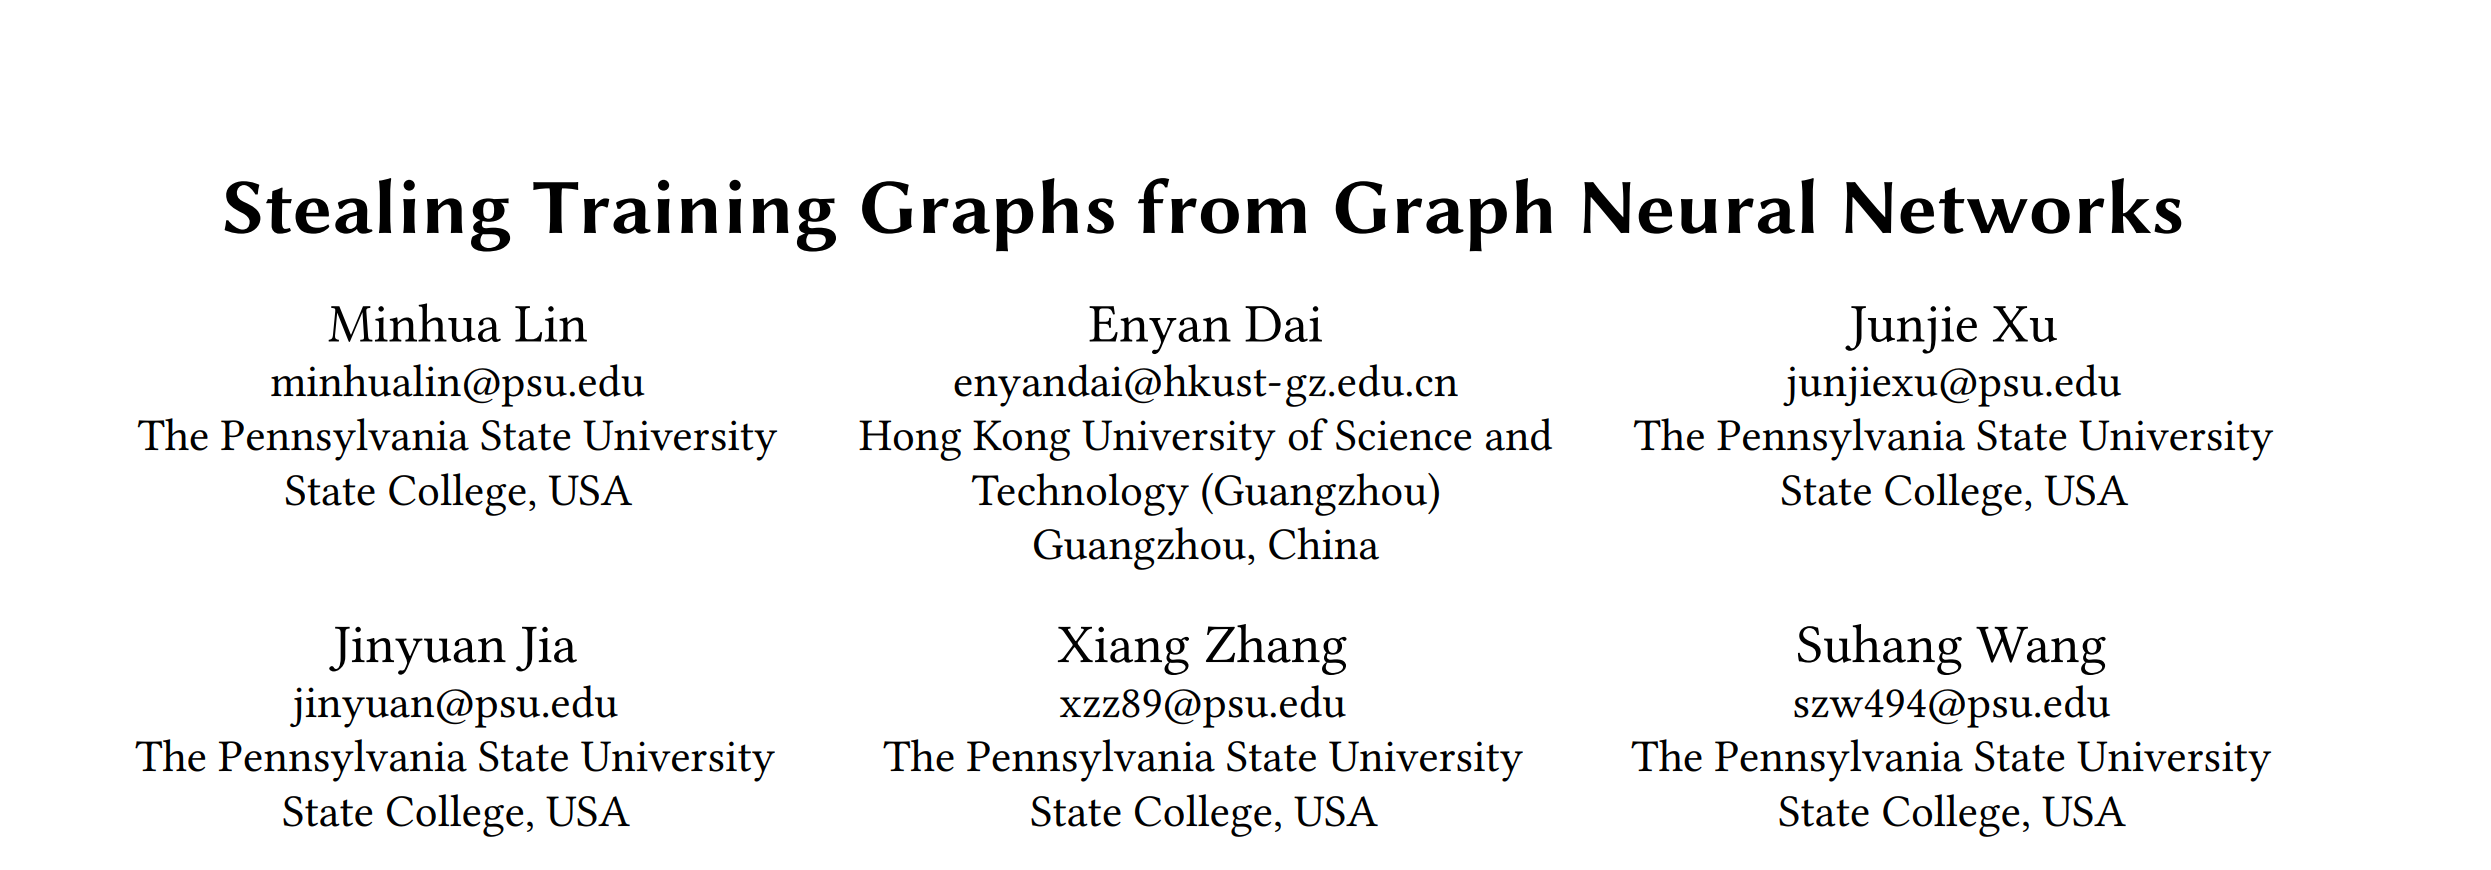 Stealing Training Graphs from Graph Neural Networks
Minhua Lin
minhualin@psu.edu
The Pennsylvania State University
State College, USA
Enyan Dai
enyandai@hkust-gz.edu.cn
Hong Kong University of Science and
Technology (Guangzhou)
Guangzhou, China
Junjie Xu
junjiexu@psu.edu
The Pennsylvania State University
State College, USA
Jinyuan Jia
jinyuan@psu.edu
The Pennsylvania State University
State College, USA
Xiang Zhang
xzz89@psu.edu
The Pennsylvania State University
State College, USA
Suhang Wang
szw494@psu.edu
The Pennsylvania State University
State College, USA